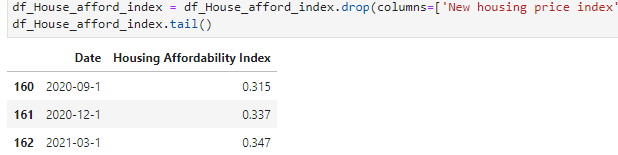 df_House_afford_index = df_House_afford_index.drop(columns=['New housing price index'
df_House_afford_index.tail()
Date Housing Affordability Index
160 2020-09-1 0.315
161 2020-12-1 0.337
162 2021-03-1 0.347